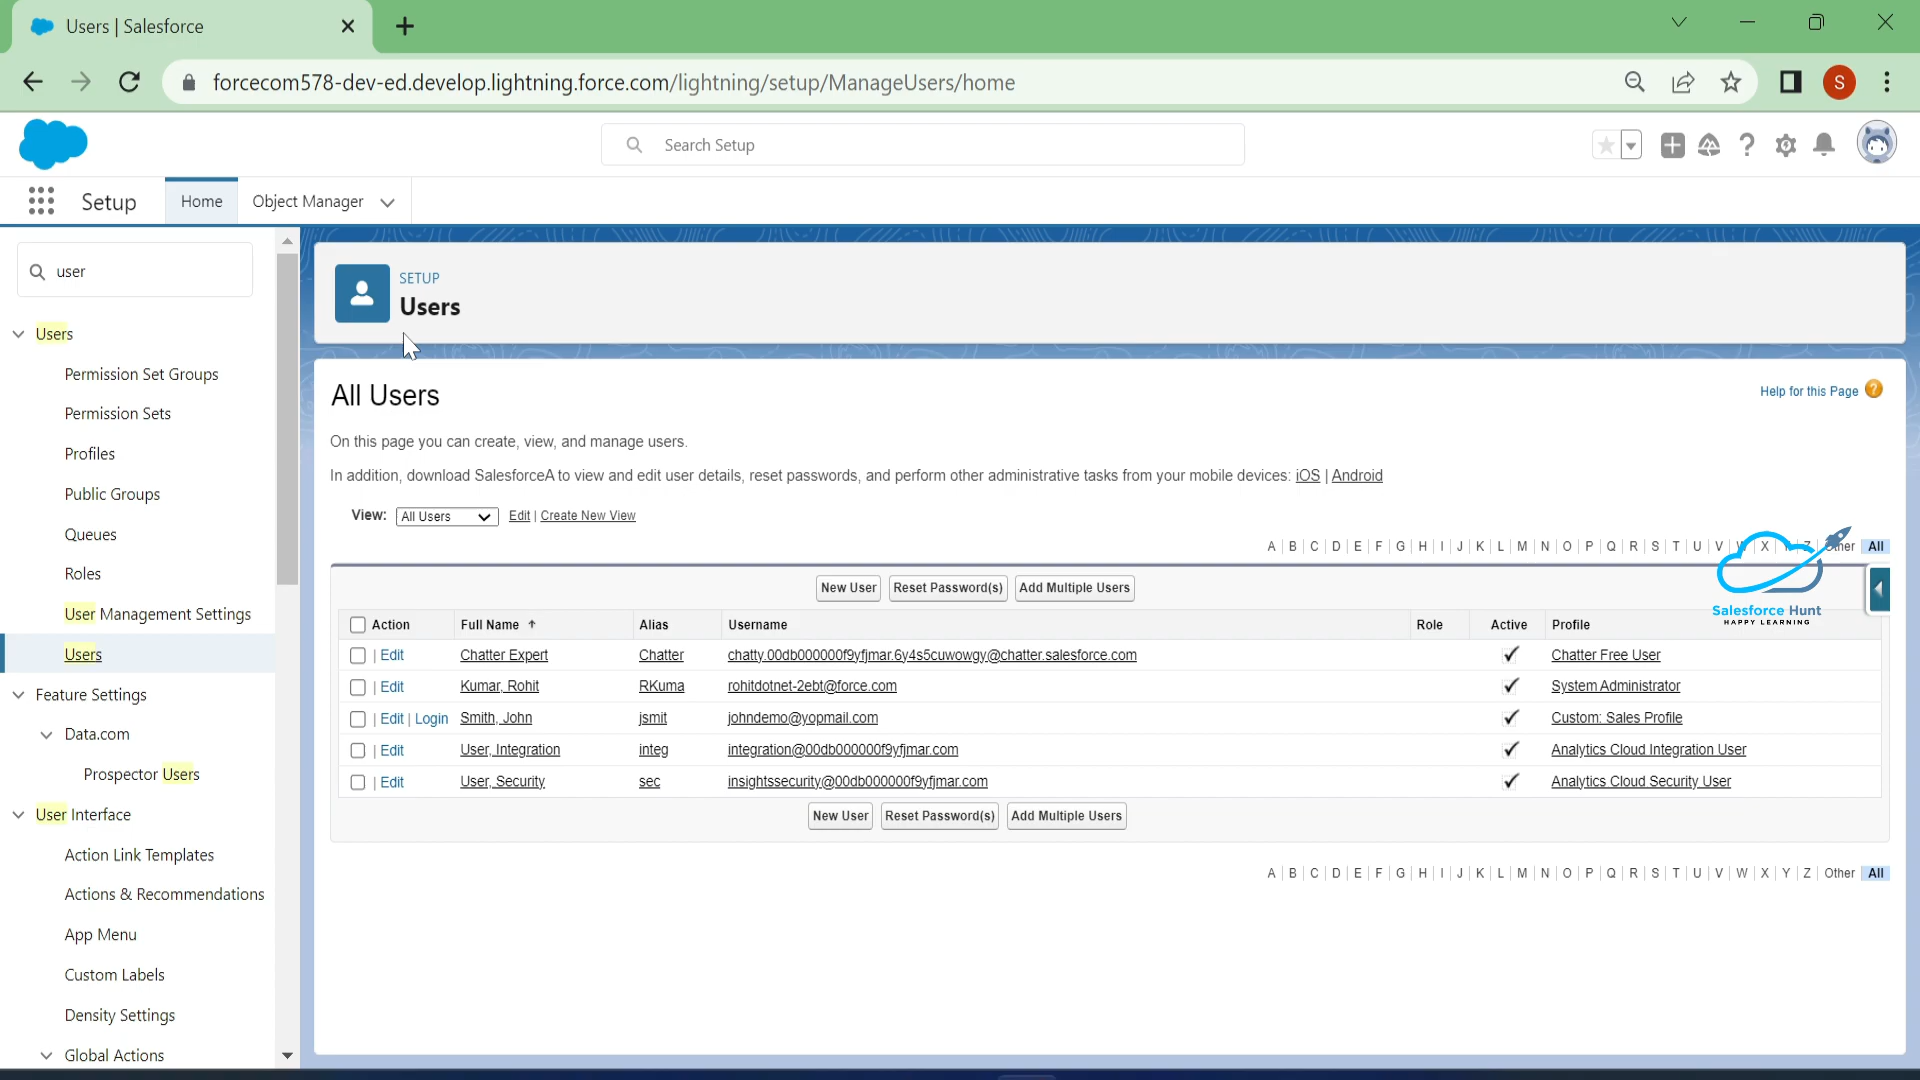 Users | Salesforce
forcecom578-dev-ed.develop.lightning.force.com/lightning/setup/ManageUsers/home
S
Search Setup
Setup
Home
Object Manager
user
Users
Permission Set Groups
Permission Sets
Profiles
Public Groups
Queues
Roles
User Management Settings
Users
Feature Settings
Data.com
Prospector Users
User Interface
Action Link Templates
Actions & Recommendations
App Menu
Custom Labels
Density Settings
Global Actions
SETUP
Users
All Users
Help for this Page ?
On this page you can create, view, and manage users.
In addition, download SalesforceA to view and edit user details, reset passwords, and perform other administrative tasks from your mobile devices: iOS | Android
View: All Users Edit | Create New View
A | B | C | D | E | F | G | H | I | J | K | L | M | N | O | P | Q | R | S | T | U | V | W | X | Y | Z | Other All
Salesforce Hunt
HAPPY LEARNING
New User Reset Password(s) Add Multiple Users
Action Full Name ↑ Alias Username Role Active Profile
| Edit Chatter Expert Chatter chatty.00db000000f9yfjmar.6y4s5cuwowgy@chatter.salesforce.com ✓ Chatter Free User
| Edit Kumar, Rohit RKuma rohitdotnet-2ebt@force.com ✓ System Administrator
| Edit | Login Smith, John jsmit johndemo@yopmail.com ✓ Custom: Sales Profile
| Edit User, Integration integ integration@00db000000f9yfjmar.com ✓ Analytics Cloud Integration User
| Edit User, Security sec insightssecurity@00db000000f9yfjmar.com ✓ Analytics Cloud Security User
New User Reset Password(s) Add Multiple Users
A | B | C | D | E | F | G | H | I | J | K | L | M | N | O | P | Q | R | S | T | U | V | W | X | Y | Z | Other All